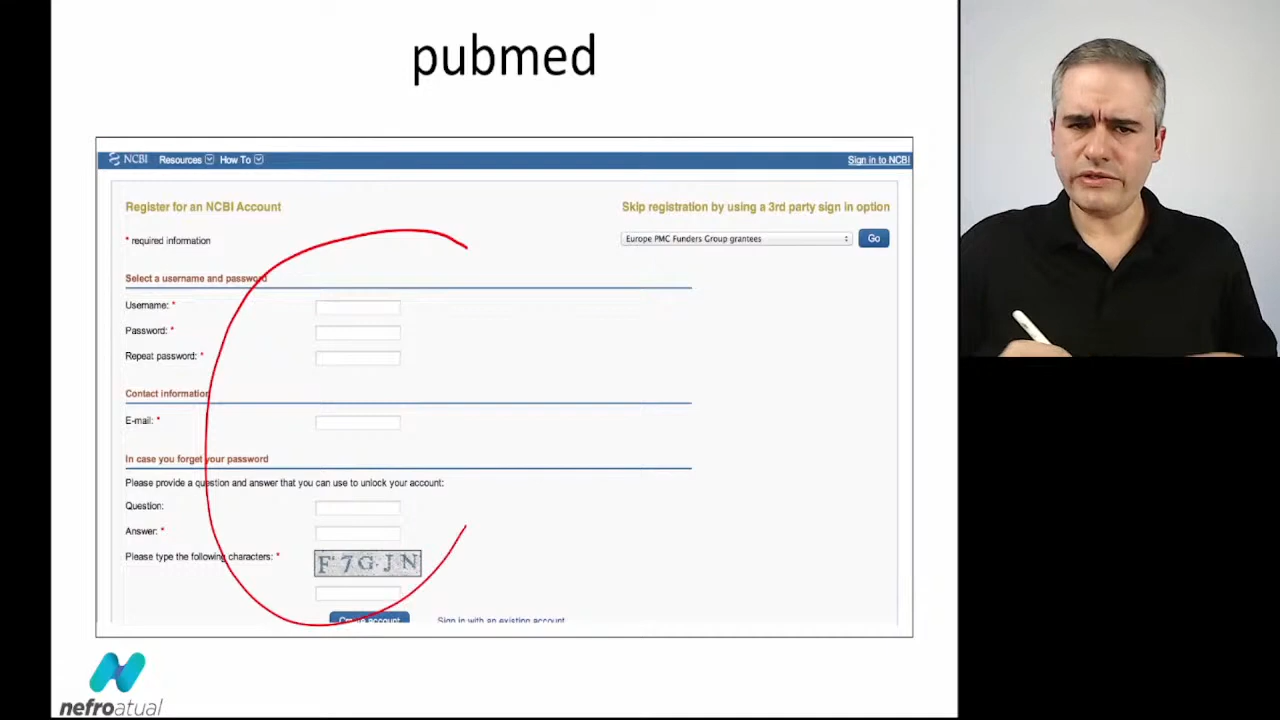 pubmed
NCBI Resources How To Sign in to NCBI
Register for an NCBI Account
Skip registration by using a 3rd party sign in option
* required information
Europe PMC Funders Group grantees Go
Select a username and password
Username: *
Password: *
Repeat password: *
Contact information
E-mail: *
In case you forget your password
Please provide a question and answer that you can use to unlock your account:
Question:
Answer: *
Please type the following characters: *
F7GJN
Create account Sign in with an existing account
nefroatual